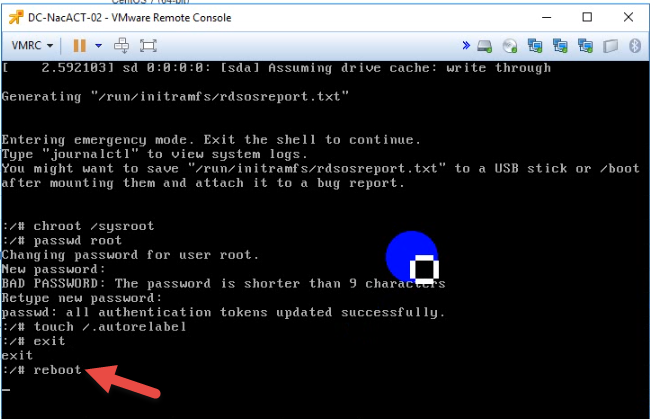 CentOS 7 (64-bit)
DC-NacACT-02 - VMware Remote Console
VMRC
[    2.592103] sd 0:0:0:0: [sda] Assuming drive cache: write through
Generating "/run/initramfs/rdsosreport.txt"
Entering emergency mode. Exit the shell to continue.
Type "journalctl" to view system logs.
You might want to save "/run/initramfs/rdsosreport.txt" to a USB stick or /boot
after mounting them and attach it to a bug report.
:/# chroot /sysroot
:/# passwd root
Changing password for user root.
New password:
BAD PASSWORD: The password is shorter than 9 characters
Retype new password:
passwd: all authentication tokens updated successfully.
:/# touch /.autorelabel
:/# exit
exit
:/# reboot